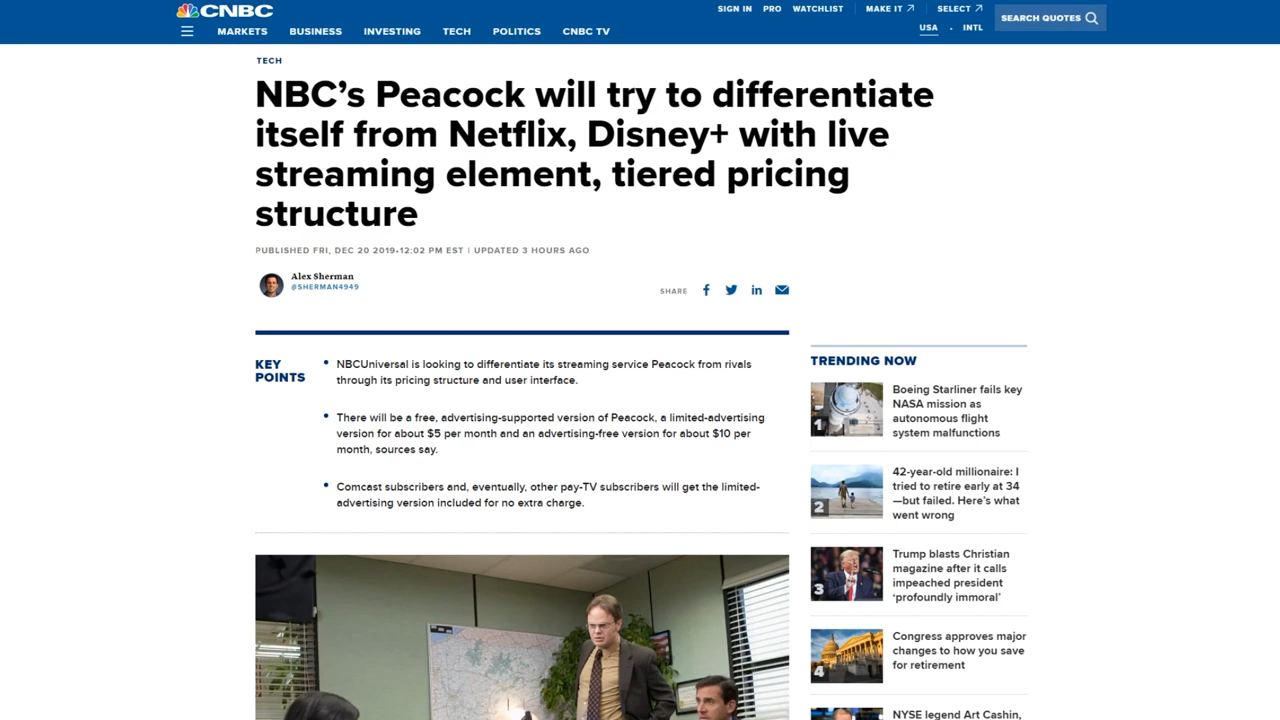 CNBC
SIGN IN
PRO
WATCHLIST
MAKE IT
SELECT
USA
INTL
SEARCH QUOTES
MARKETS
BUSINESS
INVESTING
TECH
POLITICS
CNBC TV
TECH
NBC’s Peacock will try to differentiate
itself from Netflix, Disney+ with live
streaming element, tiered pricing
structure
PUBLISHED FRI, DEC 20 2019•12:02 PM EST | UPDATED 3 HOURS AGO
Alex Sherman
@SHERMAN4949
SHARE
KEY
POINTS
• NBCUniversal is looking to differentiate its streaming service Peacock from rivals
through its pricing structure and user interface.
• There will be a free, advertising-supported version of Peacock, a limited-advertising
version for about $5 per month and an advertising-free version for about $10 per
month, sources say.
• Comcast subscribers and, eventually, other pay-TV subscribers will get the limited-
advertising version included for no extra charge.
TRENDING NOW
1
Boeing Starliner fails key
NASA mission as
autonomous flight
system malfunctions
2
42-year-old millionaire: I
tried to retire early at 34
—but failed. Here’s what
went wrong
3
Trump blasts Christian
magazine after it calls
impeached president
‘profoundly immoral’
4
Congress approves major
changes to how you save
for retirement
NYSE legend Art Cashin,